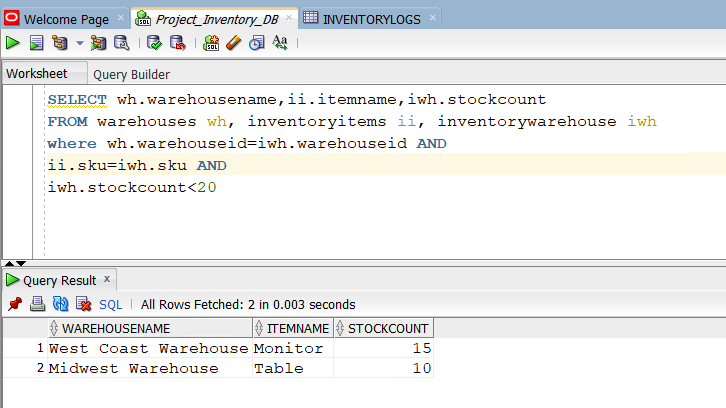 Welcome Page × Project_Inventory_DB × INVENTORYLOGS ×
Worksheet Query Builder
SELECT wh.warehousename,ii.itemname,iwh.stockcount
FROM warehouses wh, inventoryitems ii, inventorywarehouse iwh
where wh.warehouseid=iwh.warehouseid AND
ii.sku=iwh.sku AND
iwh.stockcount<20
Query Result ×
SQL | All Rows Fetched: 2 in 0.003 seconds
WAREHOUSENAME ITEMNAME STOCKCOUNT
1 West Coast Warehouse Monitor 15
2 Midwest Warehouse Table 10